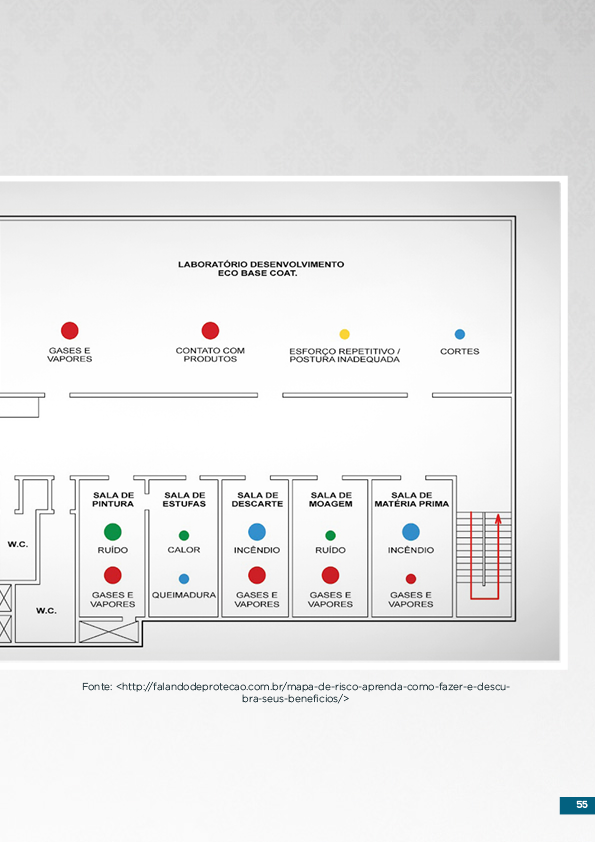 LABORATÓRIO DESENVOLVIMENTO
ECO BASE COAT.
GASES E
VAPORES
CONTATO COM
PRODUTOS
ESFORÇO REPETITIVO /
POSTURA INADEQUADA
CORTES
SALA DE
PINTURA
RUÍDO
GASES E
VAPORES
SALA DE
ESTUFAS
CALOR
QUEIMADURA
SALA DE
DESCARTE
INCÊNDIO
GASES E
VAPORES
SALA DE
MOAGEM
RUÍDO
GASES E
VAPORES
SALA DE
MATÉRIA PRIMA
INCÊNDIO
GASES E
VAPORES
W.C.
W.C.
Fonte: <http://falandodeprotecao.com.br/mapa-de-risco-aprenda-como-fazer-e-descu-
bra-seus-beneficios/>
55